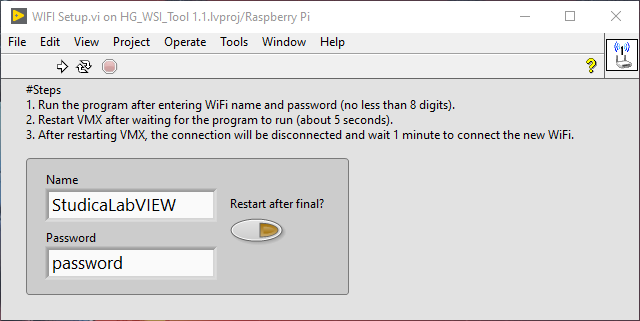 WIFI Setup.vi on HG_WSI_Tool 1.1.lvproj/Raspberry Pi
File Edit View Project Operate Tools Window Help
?
#Steps
1. Run the program after entering WiFi name and password (no less than 8 digits).
2. Restart VMX after waiting for the program to run (about 5 seconds).
3. After restarting VMX, the connection will be disconnected and wait 1 minute to connect the new WiFi.
Name
StudicaLabVIEW
Restart after final?
Password
password